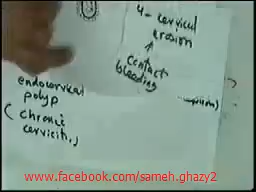 4- cervical
erosion
contact
bleeding
endocervical
polyp
(chronic
cervicitis)
www.facebook.com/sameh.ghazy2